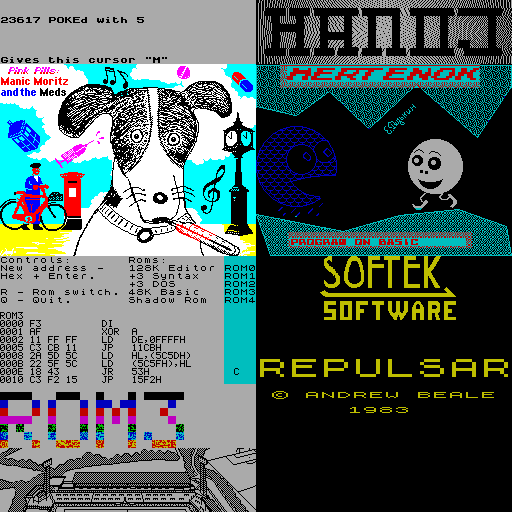 23617 POKEd with 5
Gives this cursor "M"
HANOJ
Pink Pills:
Manic Moritz
and the Meds
MERTENOK
PROGRAM ON BASIC
Controls: Roms:
New address - 128K Editor ROM0
Hex + Enter. +3 Syntax ROM1
+3 DOS ROM2
R - Rom switch. 48K Basic ROM3
Q - Quit. Shadow Rom ROM4
ROM3
0000 F3 DI
0001 AF XOR A
0002 11 FF FF LD DE,0FFFFH
0005 C3 CB 11 JP 11CBH
0008 2A 5D 5C LD HL,(5C5DH)
000B 22 5F 5C LD (5C5FH),HL
000E 18 43 JR 53H C
0010 C3 F2 15 JP 15F2H
ROM3
SOFTEK
SOFTWARE
REPULSAR
© ANDREW BEALE
1983